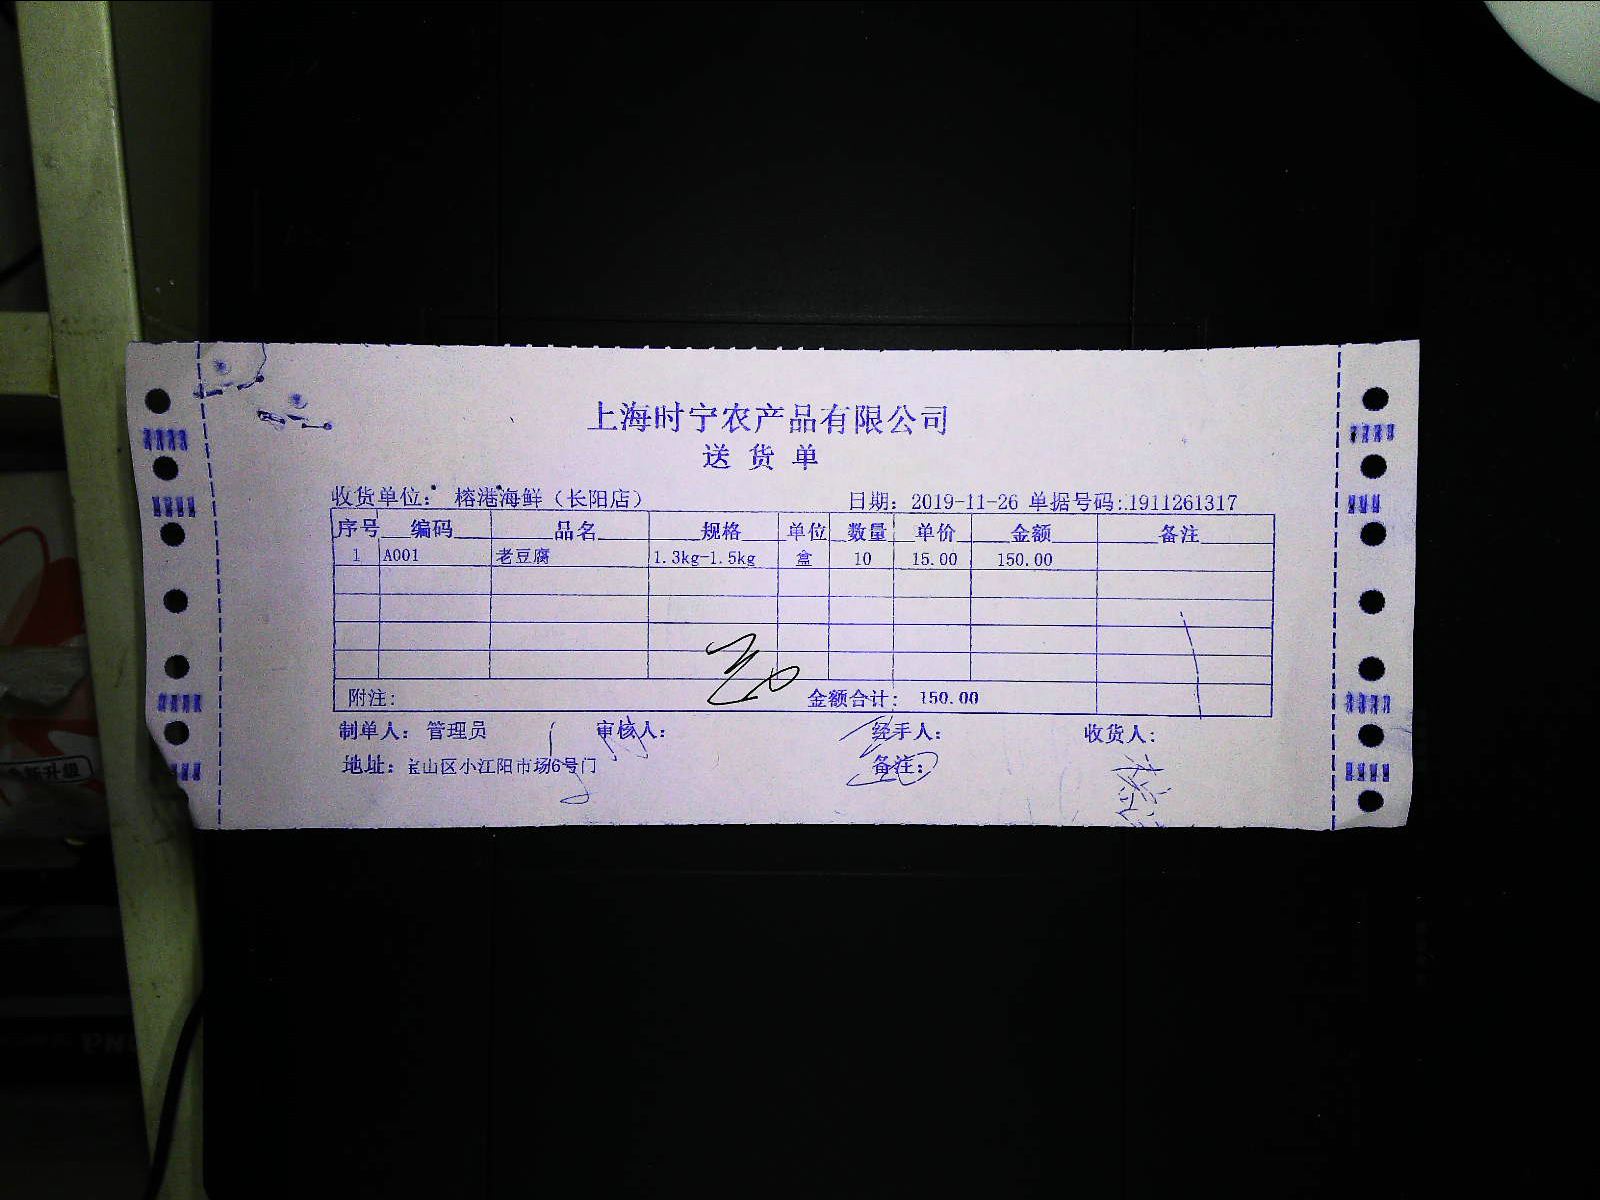 上海时宁农产品有限公司
送货单
收货单位： 榕港海鲜（长阳店） 日期：2019-11-26 单据号码:.1911261317
序号 编码 品名 规格 单位 数量 单价 金额 备注
1 A001 老豆腐 1.3kg-1.5kg 盒 10 15.00 150.00
附注: 金额合计: 150.00
制单人：管理员 审核人： 经手人： 收货人：
地址：宝山区小江阳市场6号门 备注:
新升级